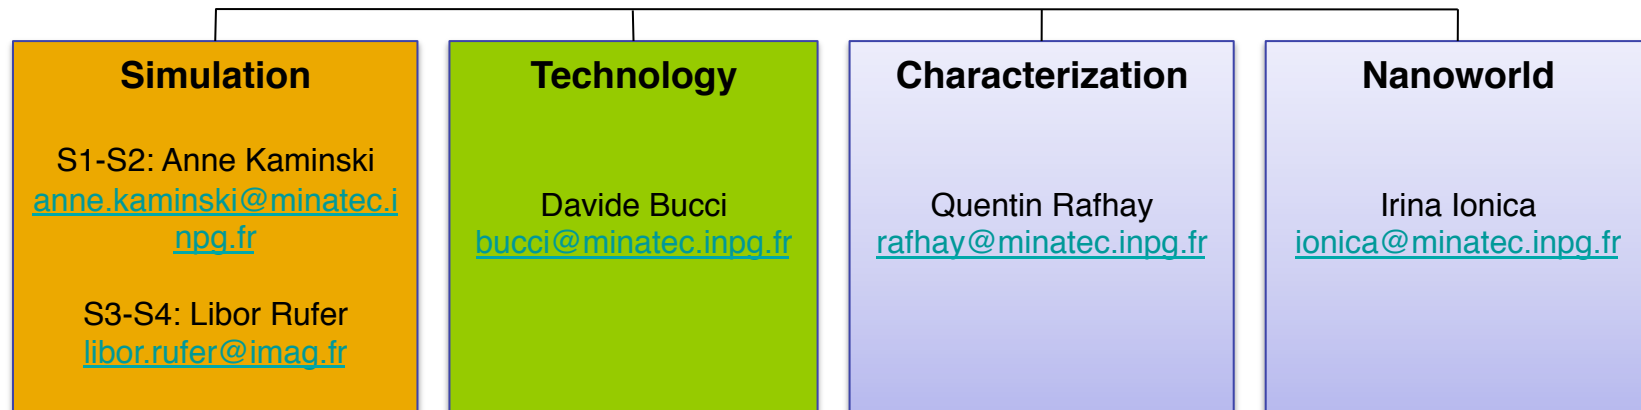 Simulation
S1-S2: Anne Kaminski
anne.kaminski@minatec.i
npg.fr
S3-S4: Libor Rufer
libor.rufer@imag.fr
Technology
Davide Bucci
bucci@minatec.inpg.fr
Characterization
Quentin Rafhay
rafhay@minatec.inpg.fr
Nanoworld
Irina Ionica
ionica@minatec.inpg.fr